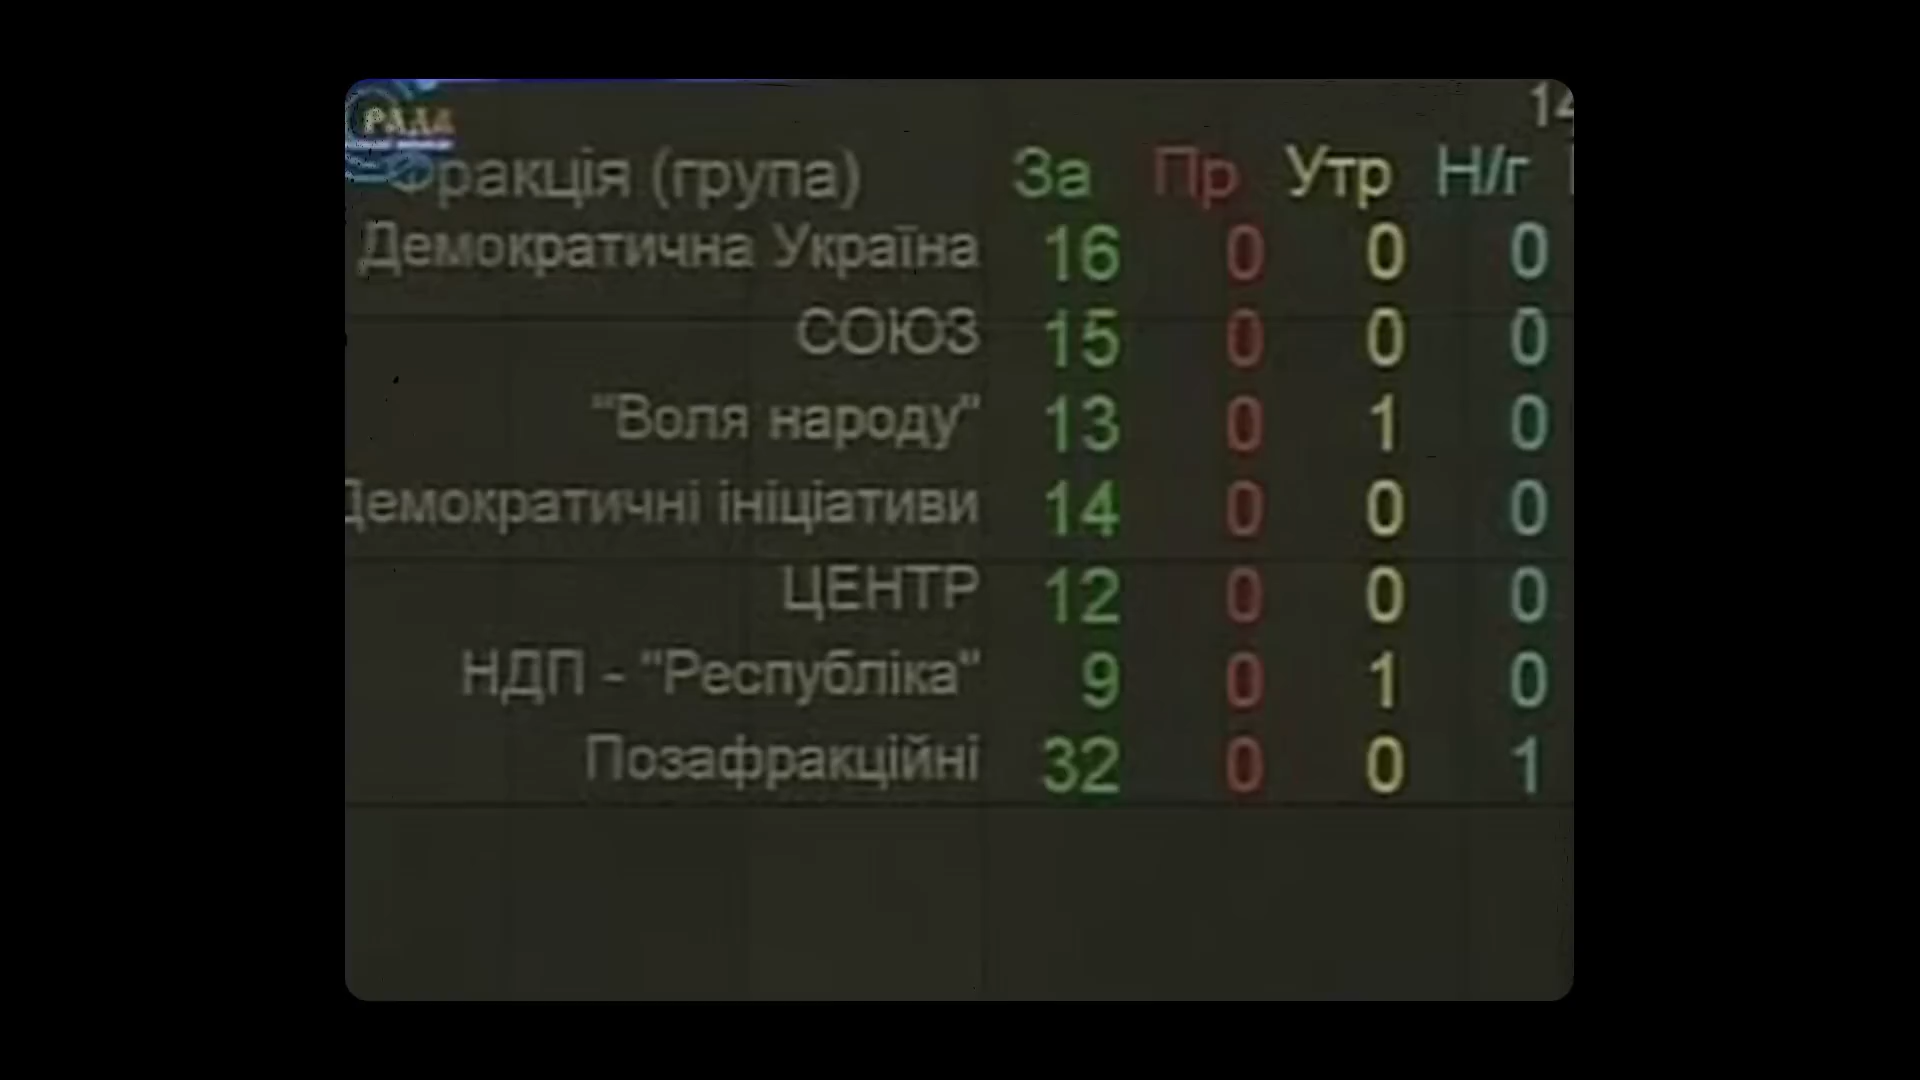 14
РАДА
Фракція (група) За Пр Утр Н/г
Демократична Україна 16 0 0 0
СОЮЗ 15 0 0 0
"Воля народу" 13 0 1 0
Демократичні ініціативи 14 0 0 0
ЦЕНТР 12 0 0 0
НДП - "Республіка" 9 0 1 0
Позафракційні 32 0 0 1